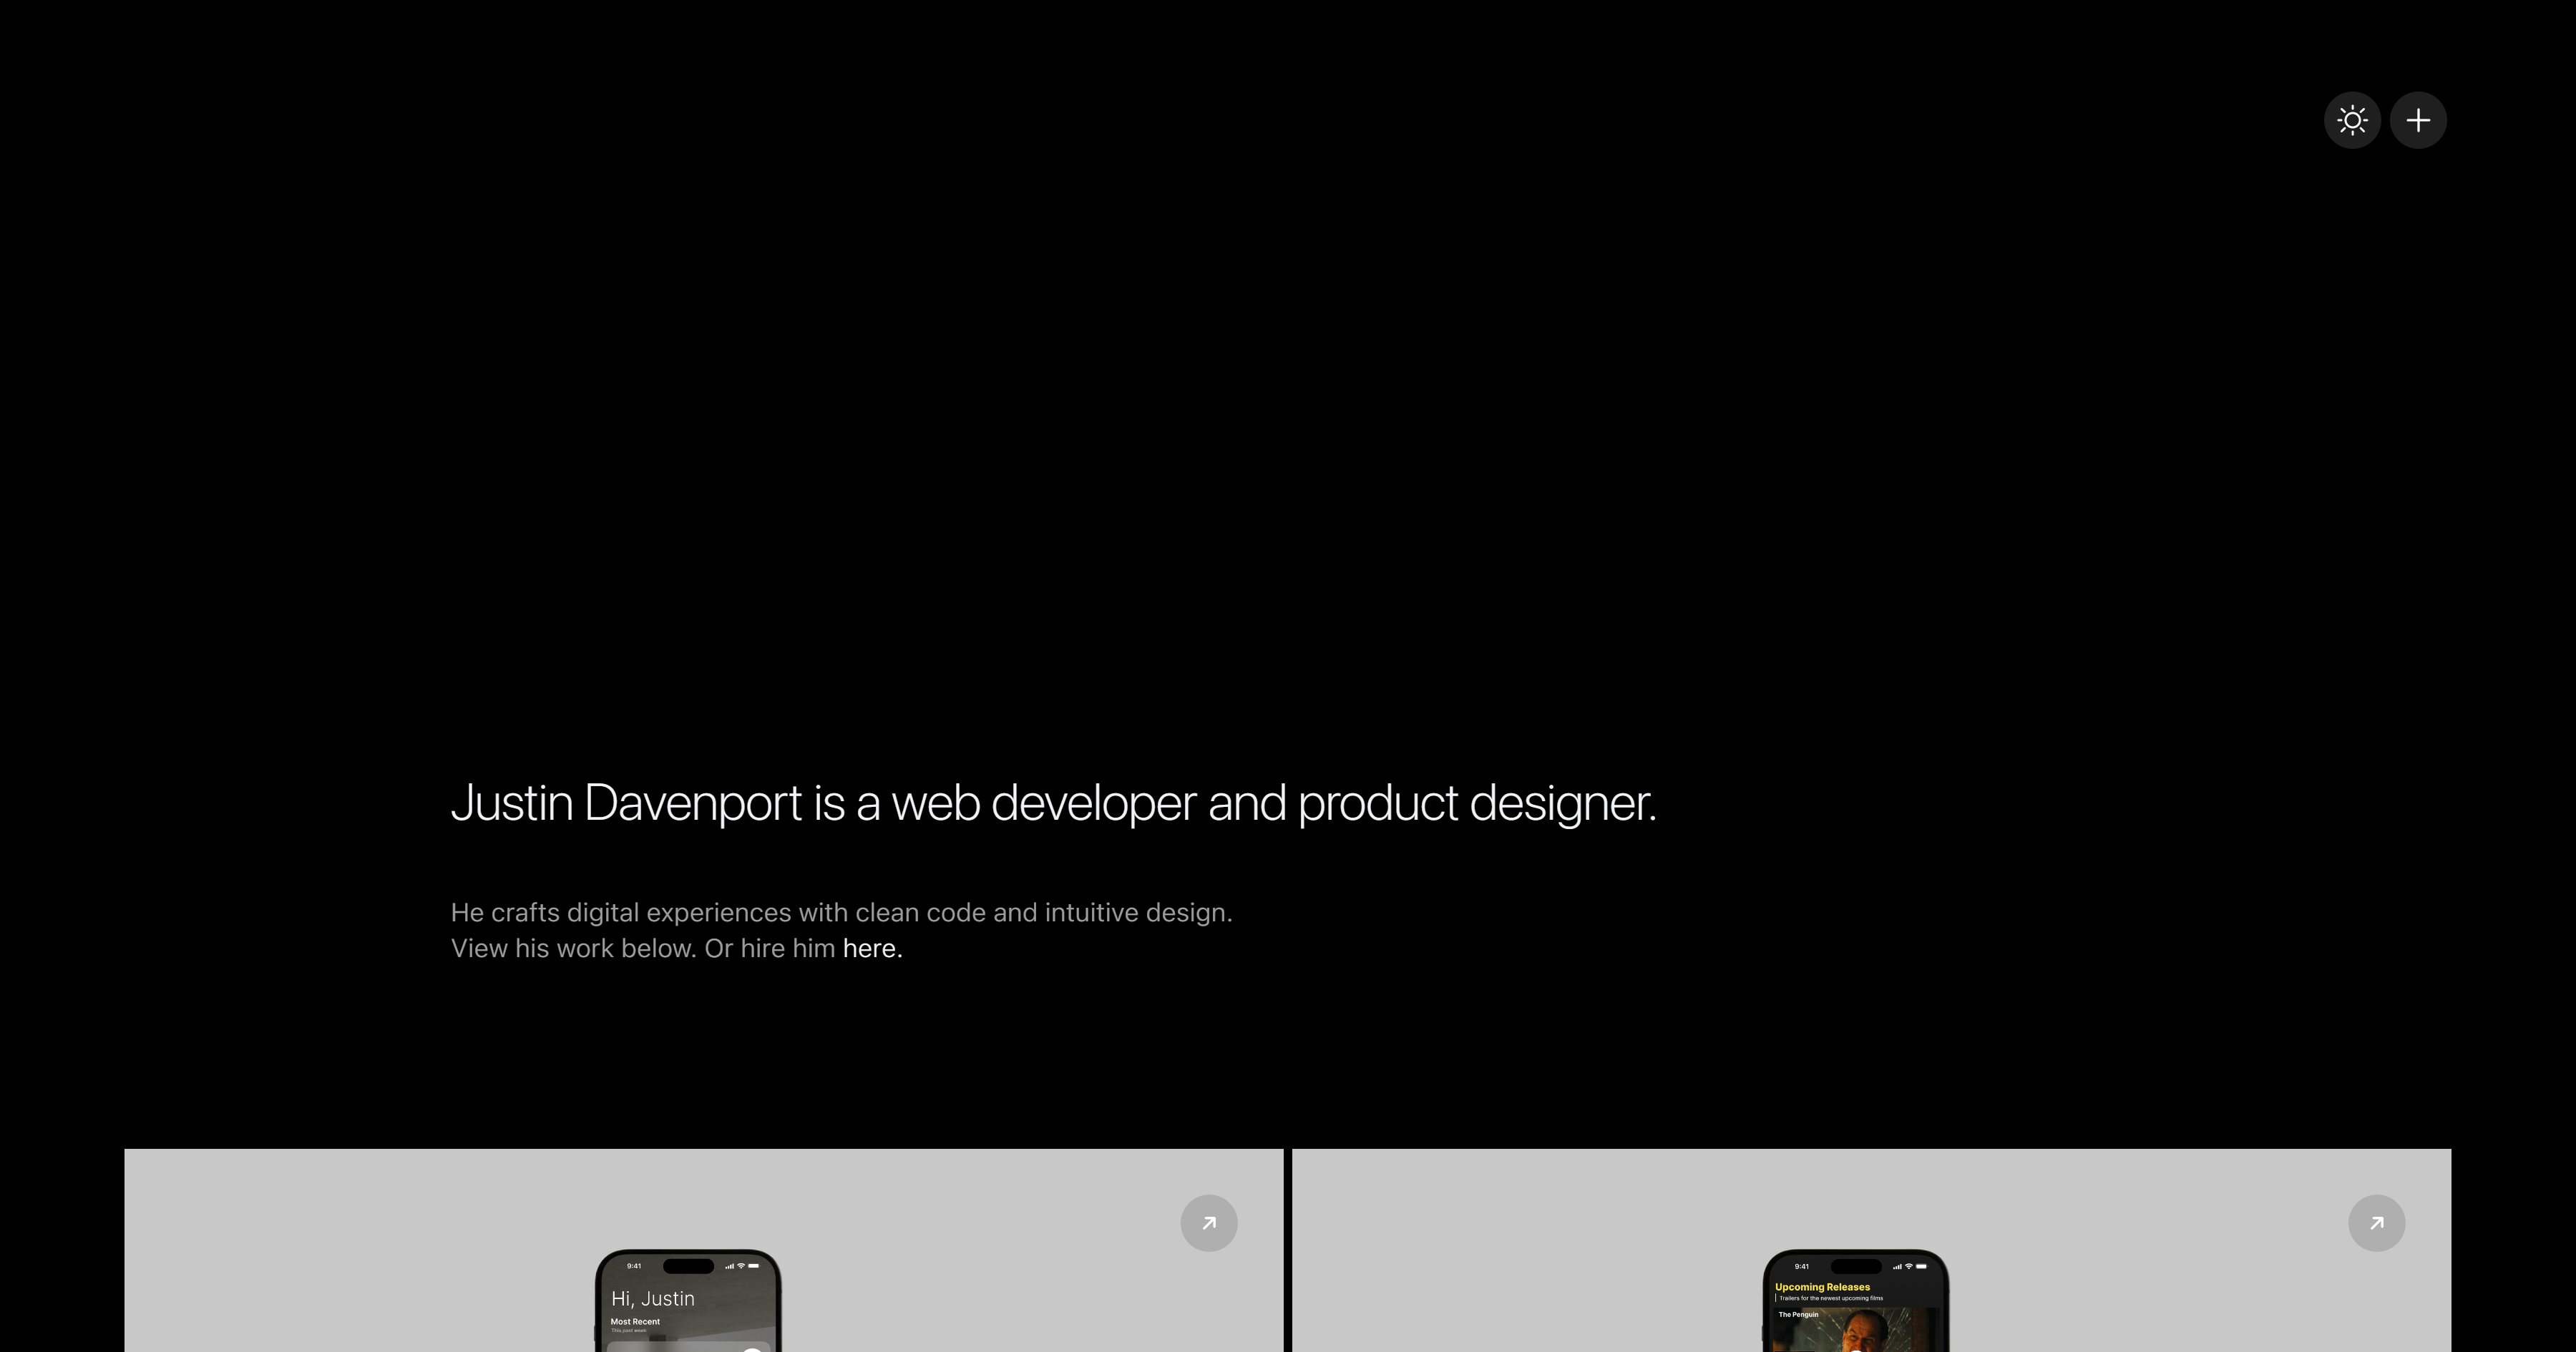 Justin Davenport is a web developer and product designer.
He crafts digital experiences with clean code and intuitive design.
View his work below. Or hire him here.
9:41
Hi, Justin
Most Recent
This past week
9:41
Upcoming Releases
Trailers for the newest upcoming films
The Penguin